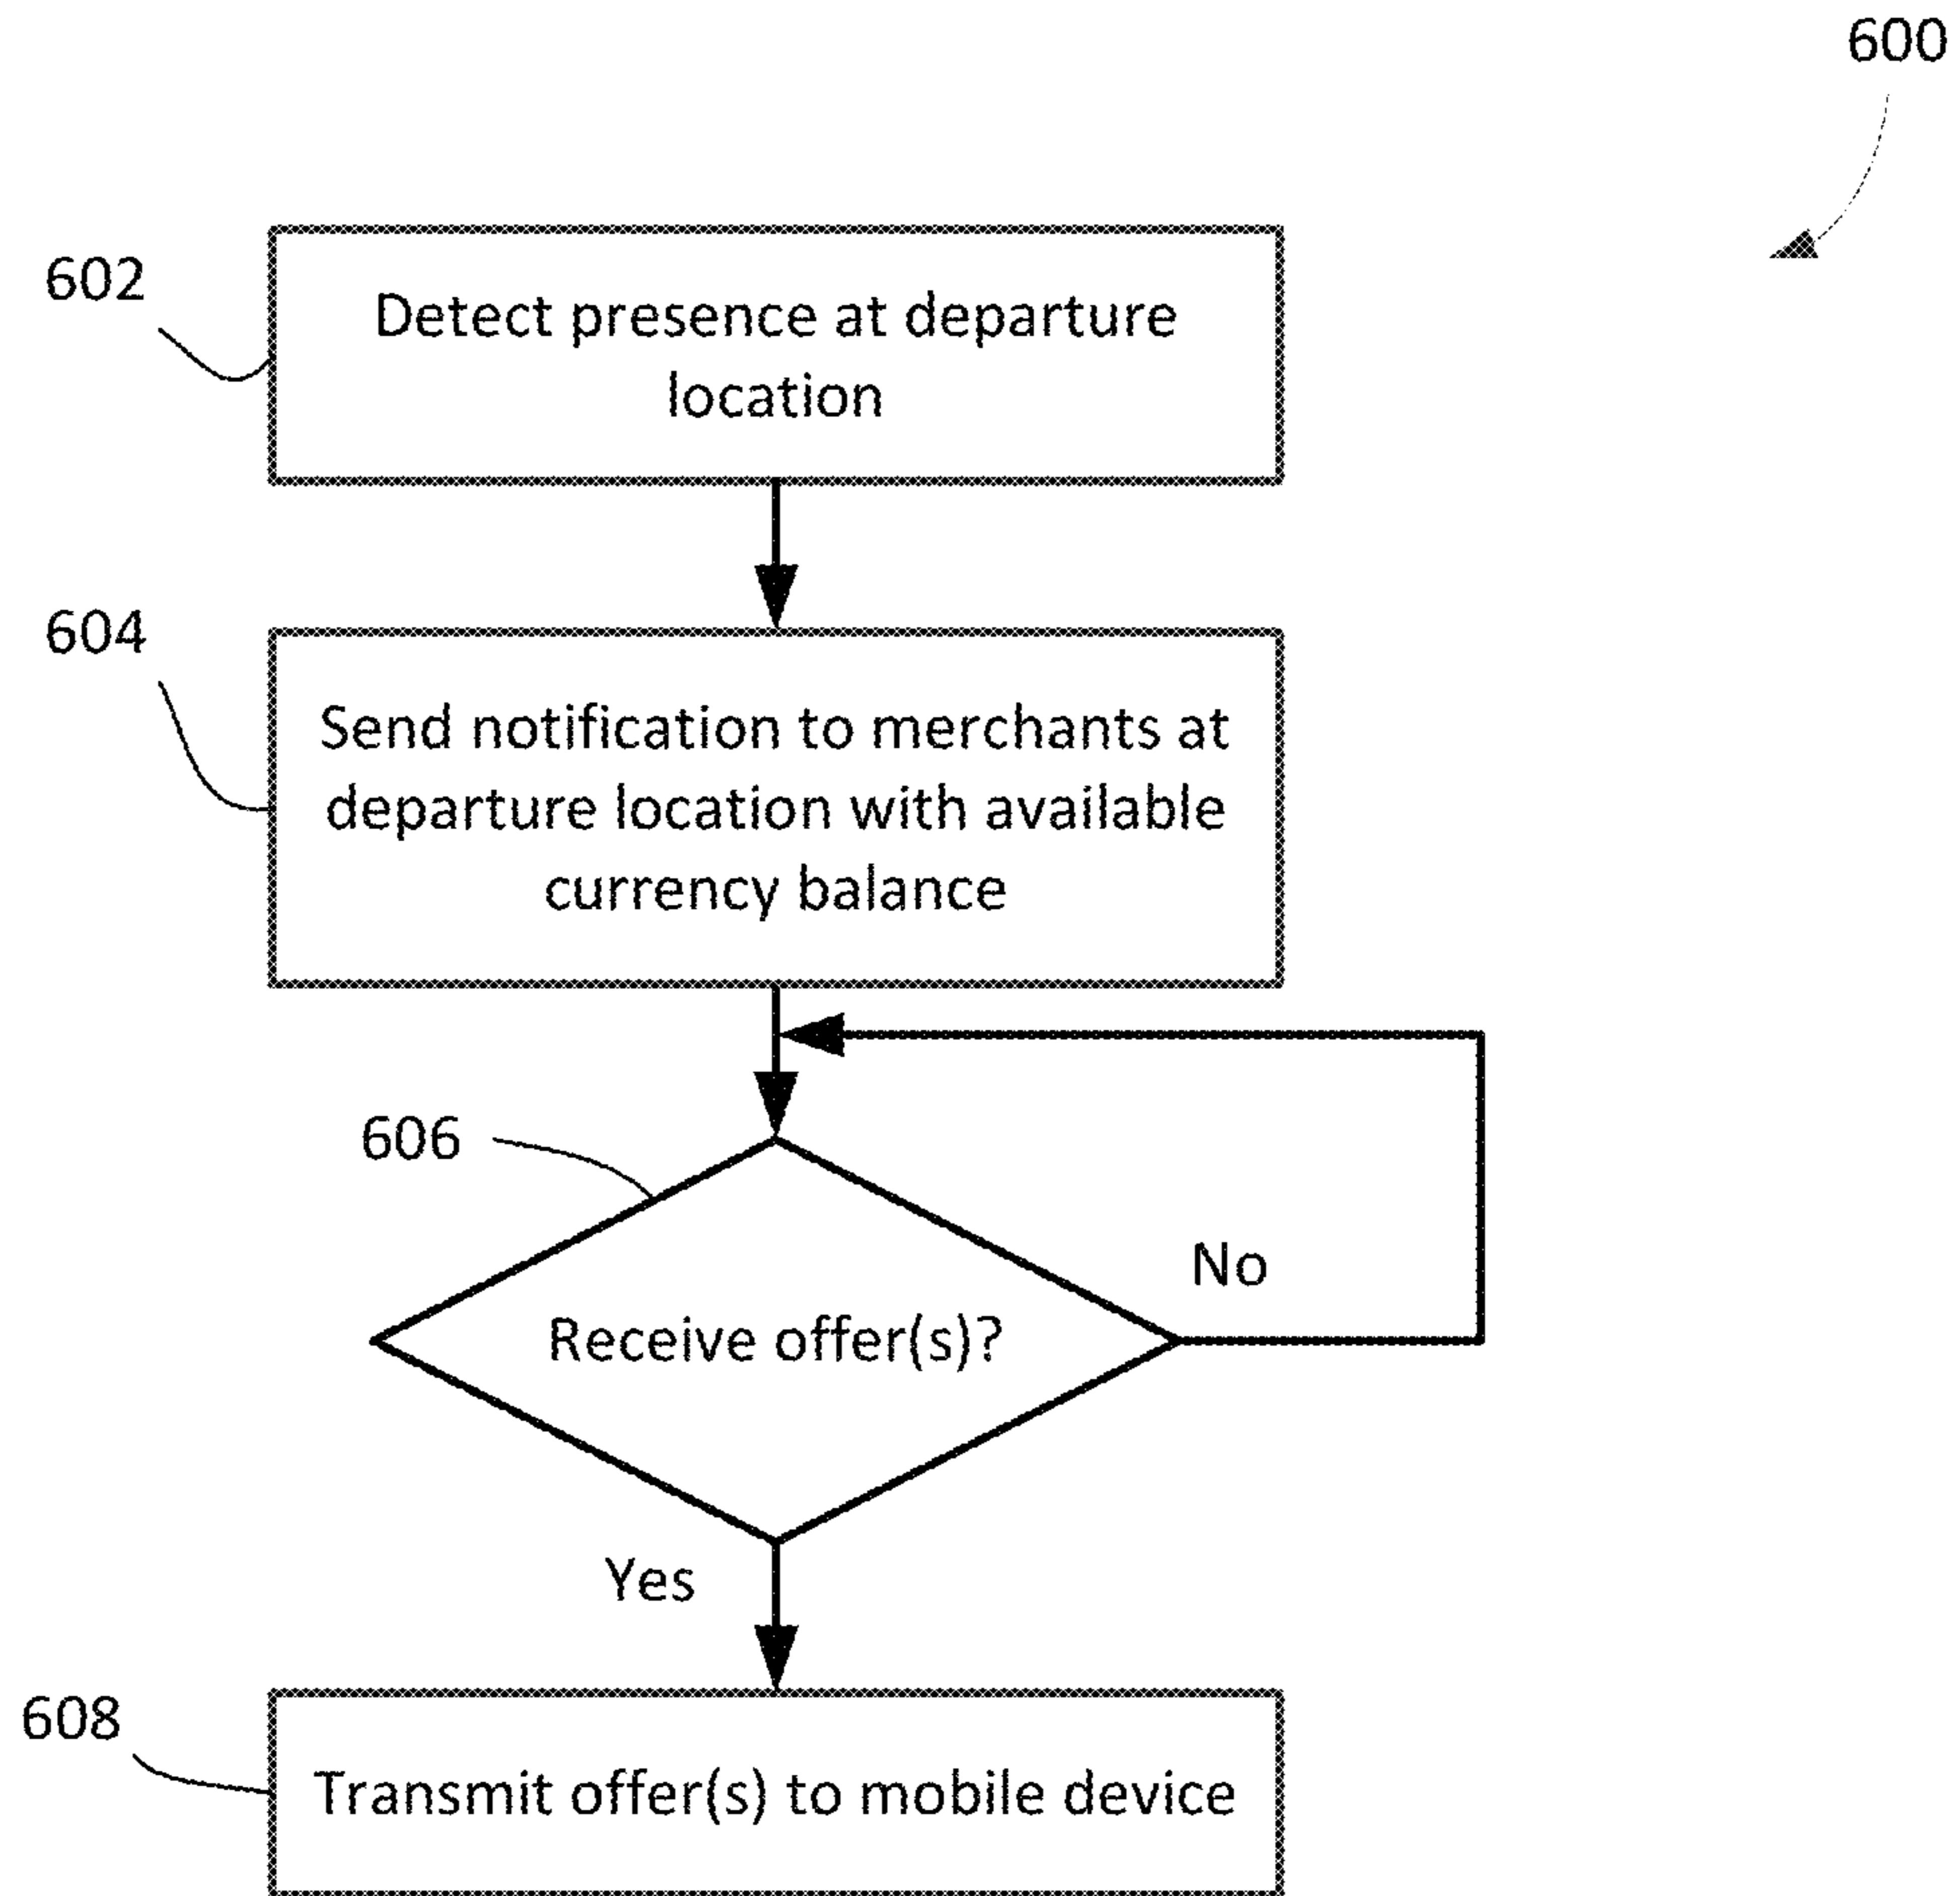 600
602
Detect presence at departure
location
604
Send notification to merchants at
departure location with available
currency balance
606
No
Receive offer(s)?
Yes
608
Transmit offer(s) to mobile device